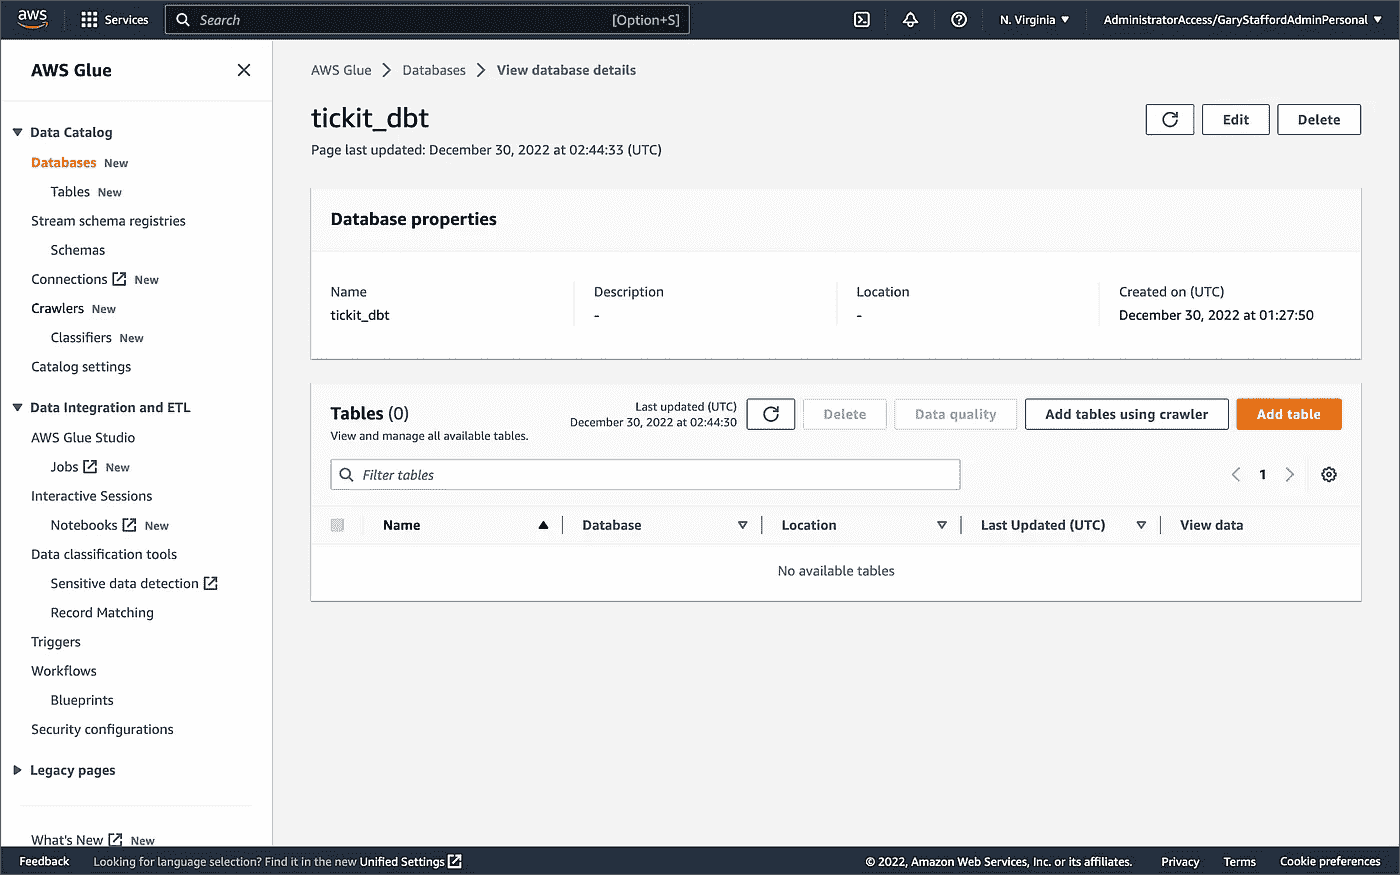 aws
Services
Search [Option+S]
N. Virginia
AdministratorAccess/GaryStaffordAdminPersonal
AWS Glue
Data Catalog
Databases New
Tables New
Stream schema registries
Schemas
Connections New
Crawlers New
Classifiers New
Catalog settings
Data Integration and ETL
AWS Glue Studio
Jobs New
Interactive Sessions
Notebooks New
Data classification tools
Sensitive data detection
Record Matching
Triggers
Workflows
Blueprints
Security configurations
Legacy pages
What's New New
AWS Glue Databases View database details
tickit_dbt
Page last updated: December 30, 2022 at 02:44:33 (UTC)
Edit
Delete
Database properties
Name
tickit_dbt
Description
-
Location
-
Created on (UTC)
December 30, 2022 at 01:27:50
Tables (0)
View and manage all available tables.
Last updated (UTC)
December 30, 2022 at 02:44:30
Delete
Data quality
Add tables using crawler
Add table
Filter tables
1
Name Database Location Last Updated (UTC) View data
No available tables
Feedback
Looking for language selection? Find it in the new Unified Settings
© 2022, Amazon Web Services, Inc. or its affiliates.
Privacy
Terms
Cookie preferences